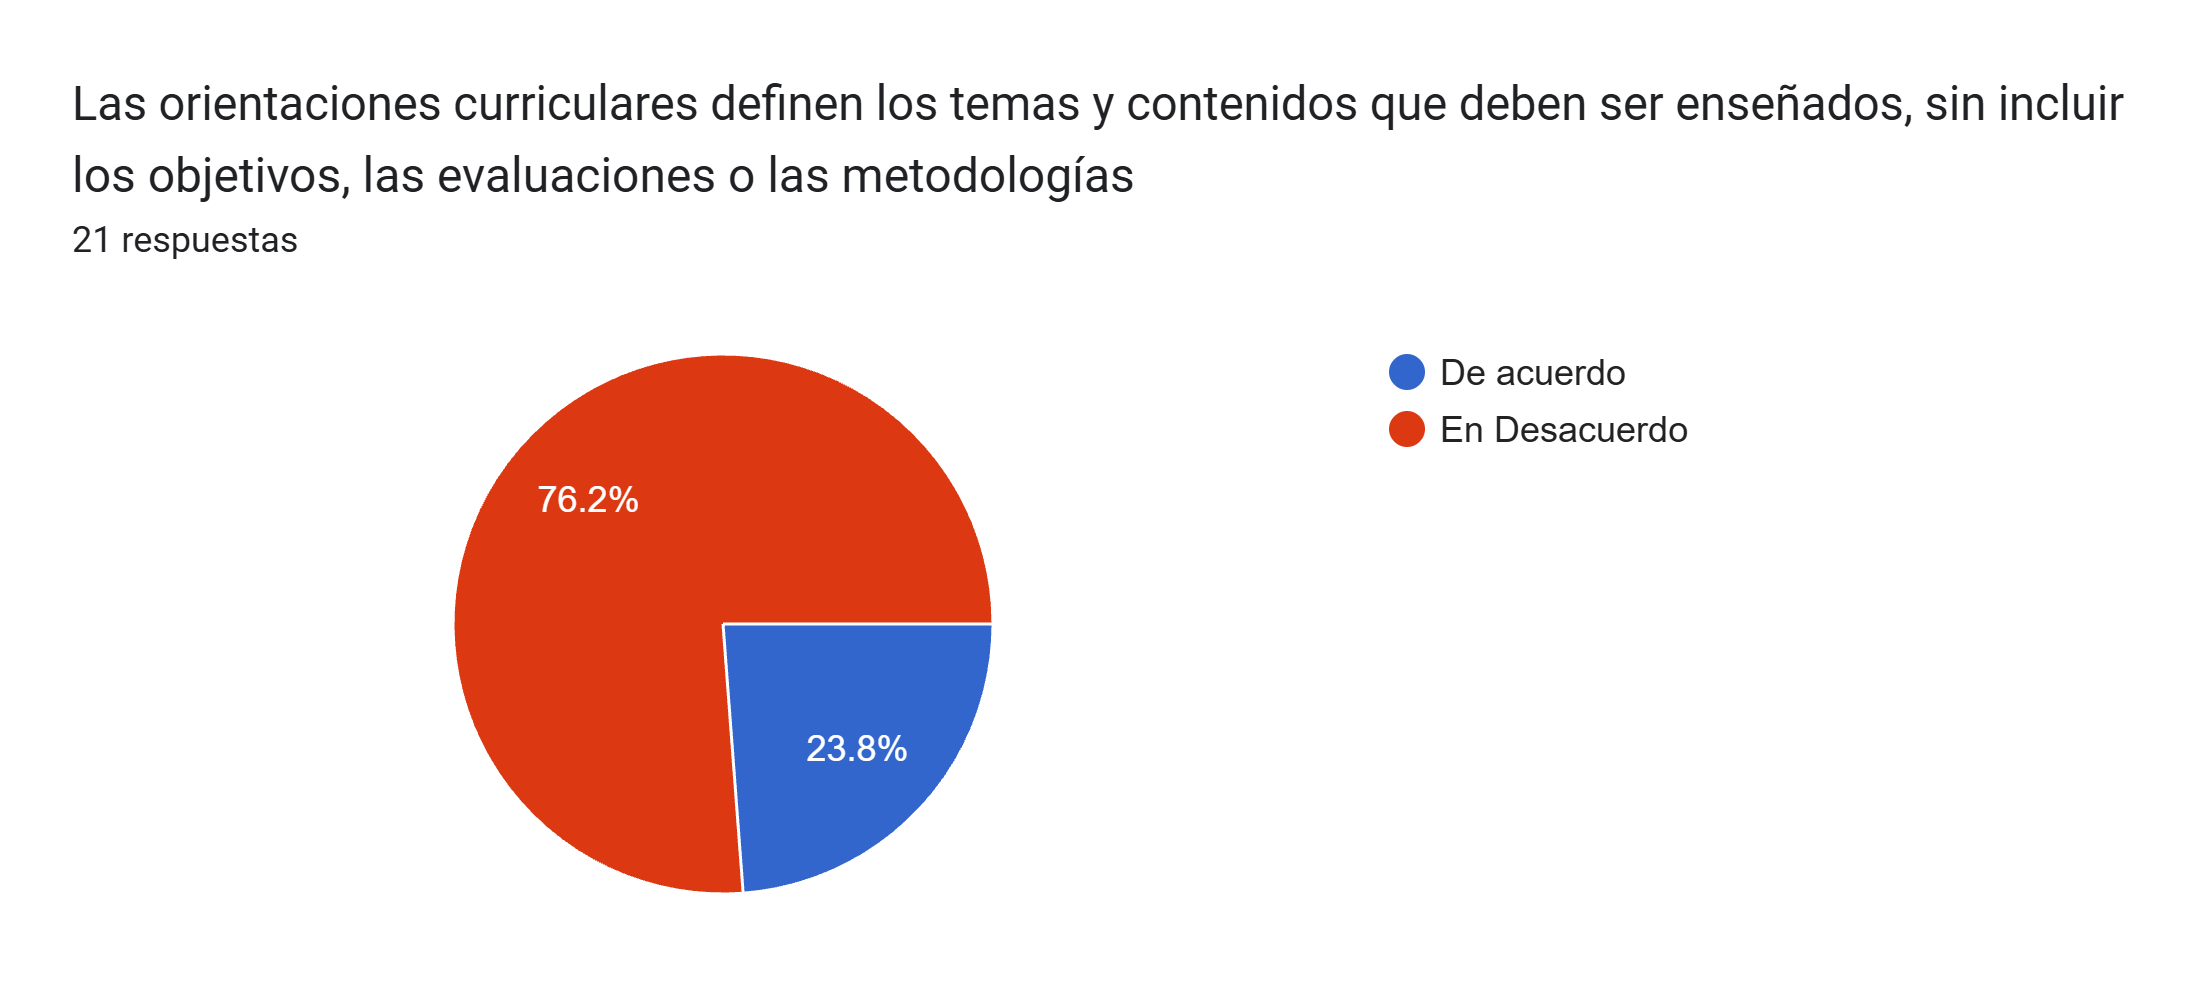 Las orientaciones curriculares definen los temas y contenidos que deben ser enseñados, sin incluir
los objetivos, las evaluaciones o las metodologías
21 respuestas
De acuerdo
En Desacuerdo
76.2%
23.8%